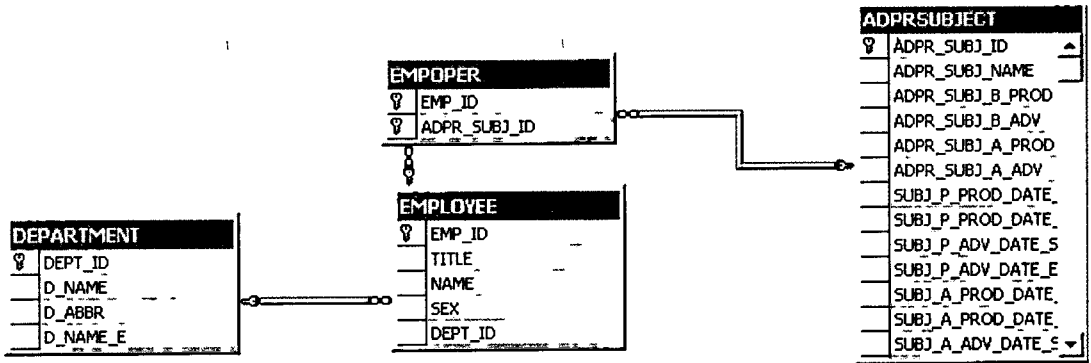 ADPRSUBJECT
ADPR_SUBJ_ID
ADPR_SUBJ_NAME
ADPR_SUBJ_B_PROD
ADPR_SUBJ_B_ADV
ADPR_SUBJ_A_PROD
ADPR_SUBJ_A_ADV
SUBJ_P_PROD_DATE_
SUBJ_P_PROD_DATE_
SUBJ_P_ADV_DATE_S
SUBJ_P_ADV_DATE_E
SUBJ_A_PROD_DATE_
SUBJ_A_PROD_DATE_
SUBJ_A_ADV_DATE_S
EMPOPER
EMP_ID
ADPR_SUBJ_ID
EMPLOYEE
EMP_ID
TITLE
NAME
SEX
DEPT_ID
DEPARTMENT
DEPT_ID
D_NAME
D_ABBR
D_NAME_E